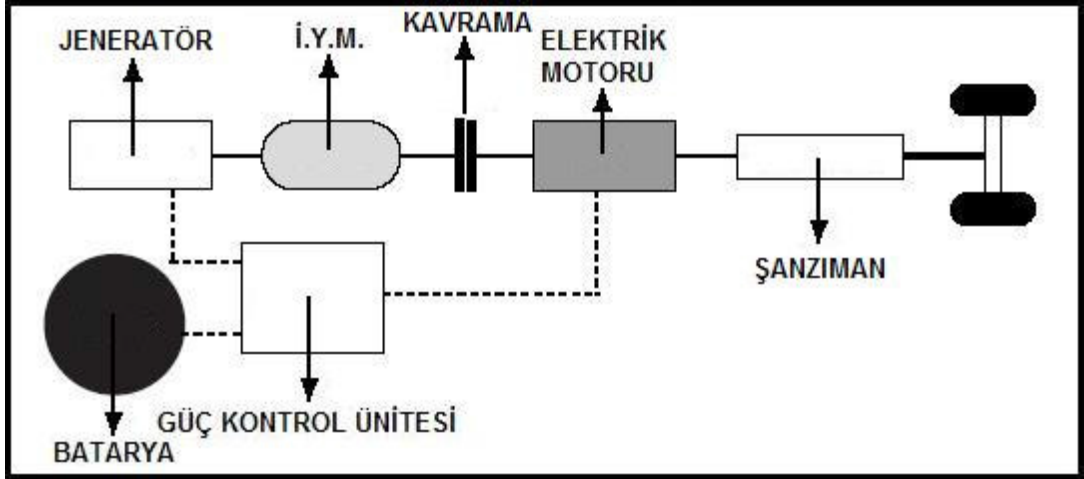 JENERATÖR
İ.Y.M.
KAVRAMA
ELEKTRİK
MOTORU
ŞANZIMAN
GÜÇ KONTROL ÜNİTESİ
BATARYA